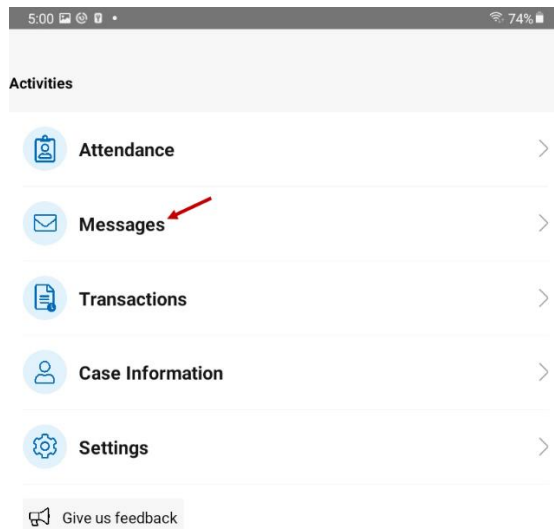 5:00 74%
Activities
Attendance
Messages
Transactions
Case Information
Settings
Give us feedback